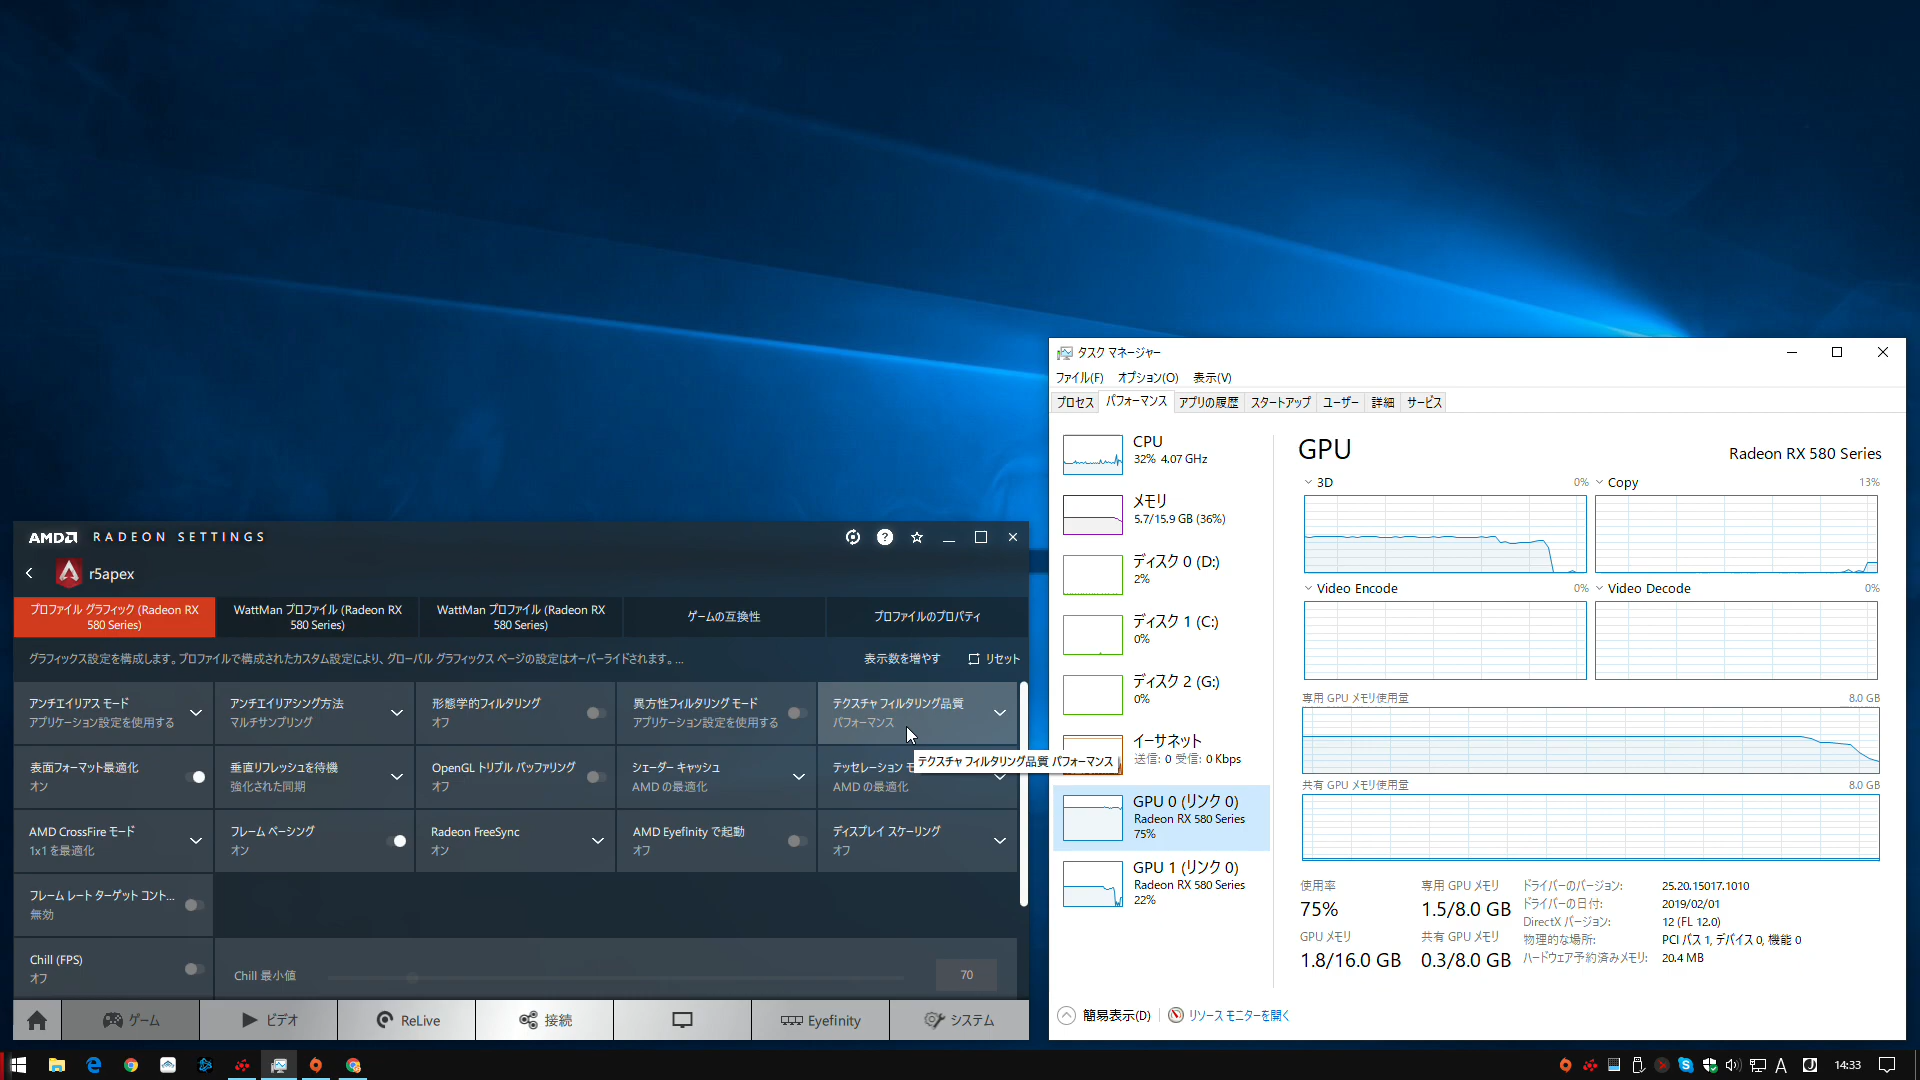 タスク マネージャー
ファイル(F) オプション(O) 表示(V)
プロセス パフォーマンス アプリの履歴 スタートアップ ユーザー 詳細 サービス
CPU
32% 4.07 GHz
メモリ
5.7/15.9 GB (36%)
ディスク 0 (D:)
2%
ディスク 1 (C:)
0%
ディスク 2 (G:)
0%
イーサネット
送信: 0 受信: 0 Kbps
GPU 0 (リンク 0)
Radeon RX 580 Series
75%
GPU 1 (リンク 0)
Radeon RX 580 Series
22%
GPU
Radeon RX 580 Series
3D 0%
Copy 13%
Video Encode 0%
Video Decode 0%
専用 GPU メモリ使用量 8.0 GB
共有 GPU メモリ使用量 8.0 GB
使用率
75%
専用 GPU メモリ
1.5/8.0 GB
GPU メモリ
1.8/16.0 GB
共有 GPU メモリ
0.3/8.0 GB
ドライバーのバージョン: 25.20.15017.1010
ドライバーの日付: 2019/02/01
DirectX バージョン: 12 (FL 12.0)
物理的な場所: PCI バス 1, デバイス 0, 機能 0
ハードウェア予約済みメモリ: 20.4 MB
簡易表示(D)
リソース モニターを開く
AMD RADEON SETTINGS
r5apex
プロファイル グラフィック (Radeon RX
580 Series)
WattMan プロファイル (Radeon RX
580 Series)
WattMan プロファイル (Radeon RX
580 Series)
ゲームの互換性
プロファイルのプロパティ
グラフィックス設定を構成します。プロファイルで構成されたカスタム設定により、グローバル グラフィックス ページの設定はオーバーライドされます。...
表示数を増やす
リセット
アンチエイリアス モード
アプリケーション設定を使用する
アンチエイリアシング方法
マルチサンプリング
形態学的フィルタリング
オフ
異方性フィルタリング モード
アプリケーション設定を使用する
テクスチャ フィルタリング品質
パフォーマンス
テクスチャ フィルタリング品質 パフォーマンス
表面フォーマット最適化
オン
垂直リフレッシュを待機
強化された同期
OpenGL トリプル バッファリング
オフ
シェーダー キャッシュ
AMD の最適化
テッセレーション モ
AMD の最適化
AMD CrossFire モード
1x1 を最適化
フレーム ペーシング
オン
Radeon FreeSync
オン
AMD Eyefinity で起動
オフ
ディスプレイ スケーリング
オフ
フレーム レート ターゲット コント...
無効
Chill (FPS)
オフ
Chill 最小値
70
ゲーム
ビデオ
ReLive
接続
Eyefinity
システム
A
14:33